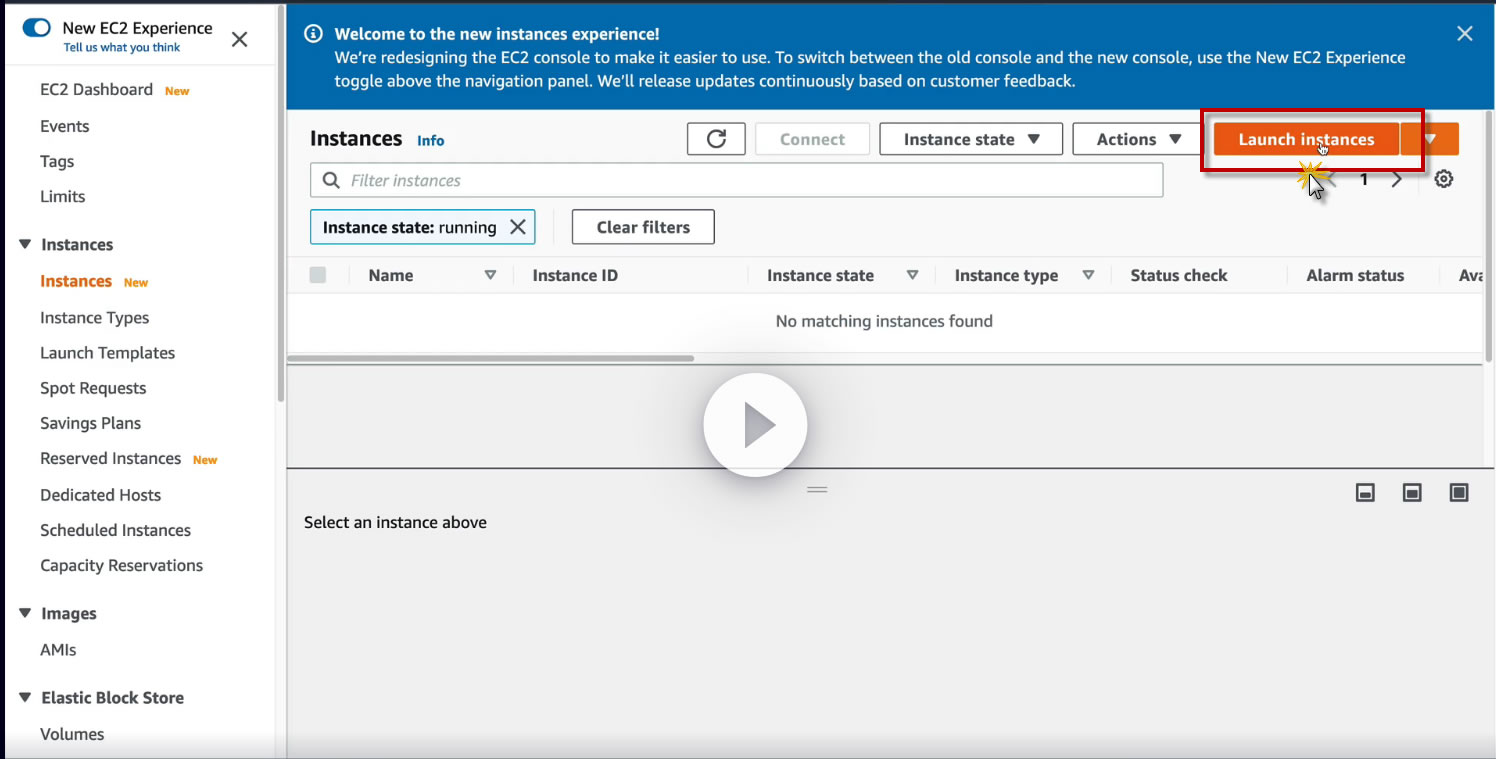 New EC2 Experience
Tell us what you think
EC2 Dashboard New
Events
Tags
Limits
Instances
Instances New
Instance Types
Launch Templates
Spot Requests
Savings Plans
Reserved Instances New
Dedicated Hosts
Scheduled Instances
Capacity Reservations
Images
AMIs
Elastic Block Store
Volumes
Welcome to the new instances experience!
We're redesigning the EC2 console to make it easier to use. To switch between the old console and the new console, use the New EC2 Experience
toggle above the navigation panel. We'll release updates continuously based on customer feedback.
Instances Info Connect Instance state Actions Launch instances
Filter instances 1
Instance state: running Clear filters
Name Instance ID Instance state Instance type Status check Alarm status Ava
No matching instances found
Select an instance above